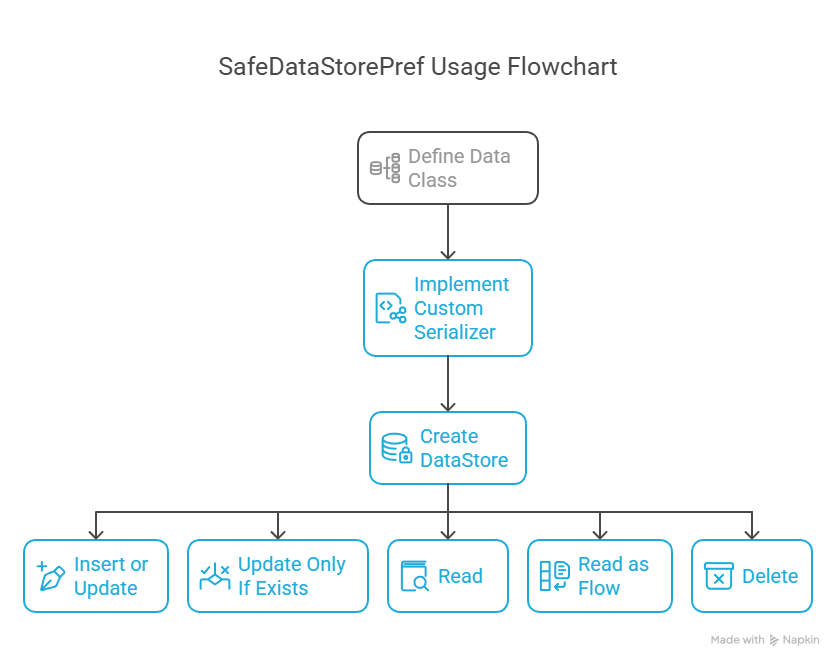 SafeDataStorePref Usage Flowchart
Define Data
Class
Implement
Custom
Serializer
Create
DataStore
Insert or
Update
Update Only
If Exists
Read
Read as
Flow
Delete
Made with Napkin